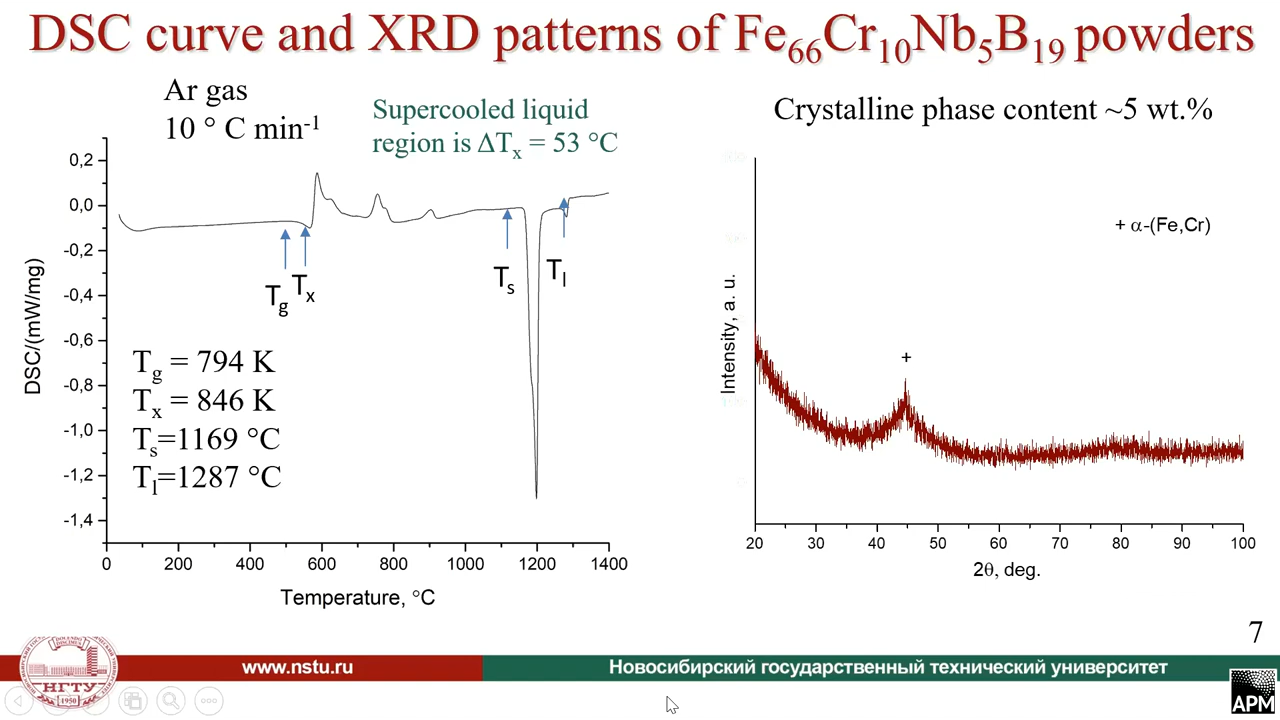 DSC curve and XRD patterns of Fe66Cr10Nb5B19 powders
Ar gas
10 ° C min-1
Supercooled liquid
region is ΔTx = 53 °C
Crystalline phase content ~5 wt.%
0,2
0,0
-0,2
-0,4
-0,6
-0,8
-1,0
-1,2
-1,4
DSC/(mW/mg)
Tg
Tx
Ts
Tl
Tg = 794 K
Tx = 846 K
Ts=1169 °C
Tl=1287 °C
0 200 400 600 800 1000 1200 1400
Temperature, °C
+ α-(Fe,Cr)
+
Intensity, a. u.
20 30 40 50 60 70 80 90 100
2θ, deg.
7
www.nstu.ru
Новосибирский государственный технический университет
НГТУ
1950
APM